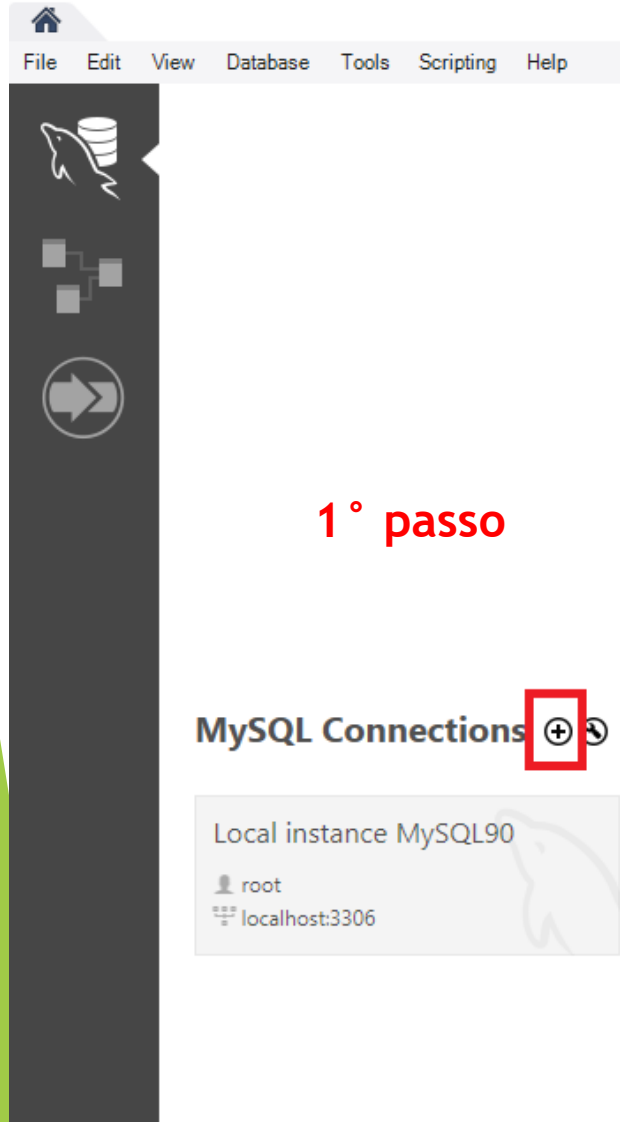 File Edit View Database Tools Scripting Help
1° passo
MySQL Connections
Local instance MySQL90
root
localhost:3306